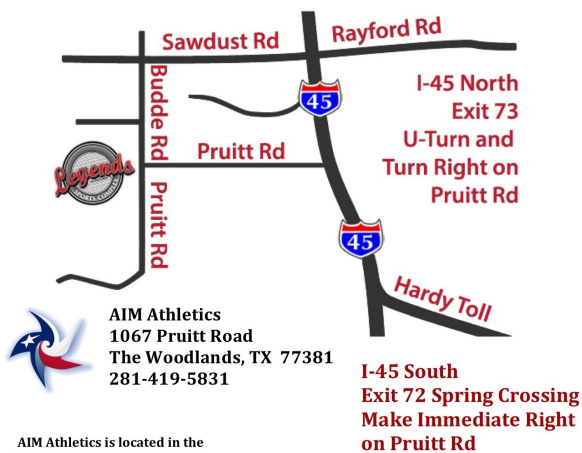 Sawdust Rd
Rayford Rd
Budde Rd
45
I-45 North
Exit 73
U-Turn and
Turn Right on
Pruitt Rd
Pruitt Rd
Legends
SPORTS COMPLEX
Pruitt Rd
45
Hardy Toll
AIM Athletics
1067 Pruitt Road
The Woodlands, TX 77381
281-419-5831
I-45 South
Exit 72 Spring Crossing
Make Immediate Right
on Pruitt Rd
AIM Athletics is located in the